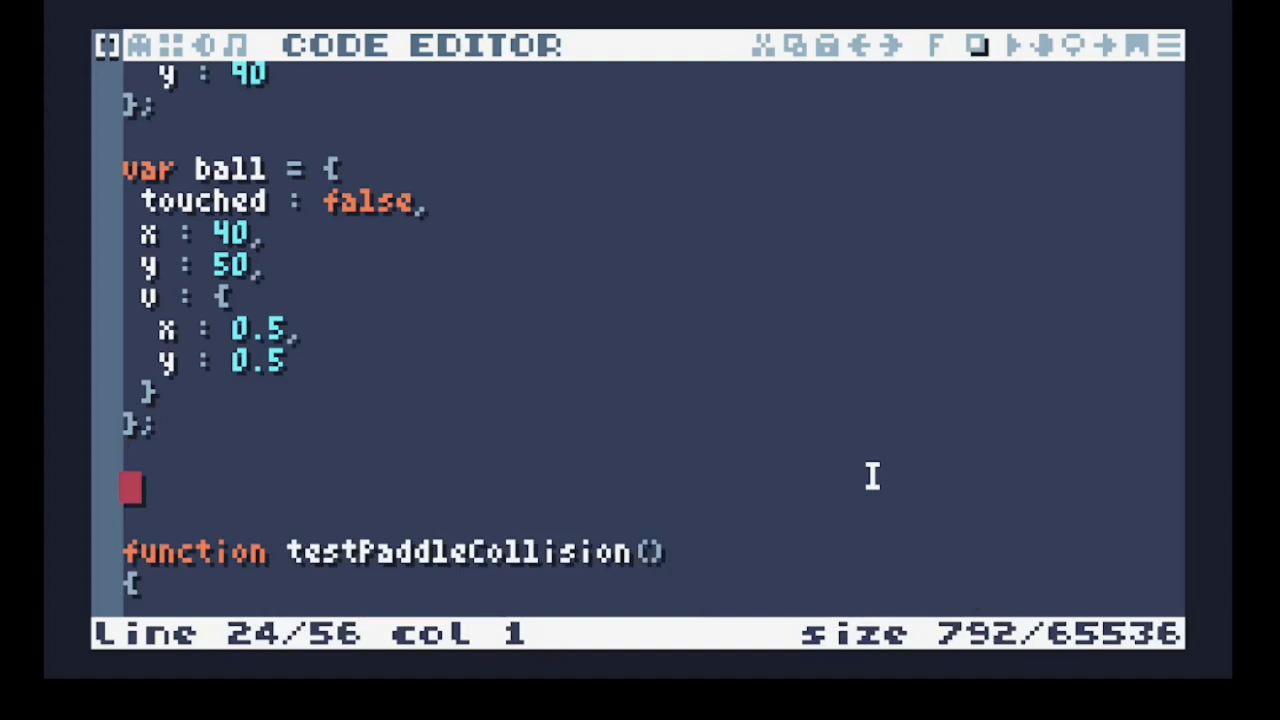 CODE EDITOR
F
y : 90
};
var ball = {
touched : false,
x : 40,
y : 50,
v : {
x : 0.5,
y : 0.5
}
};
function testPaddleCollision()
{
line 24/56 col 1
size 792/65536